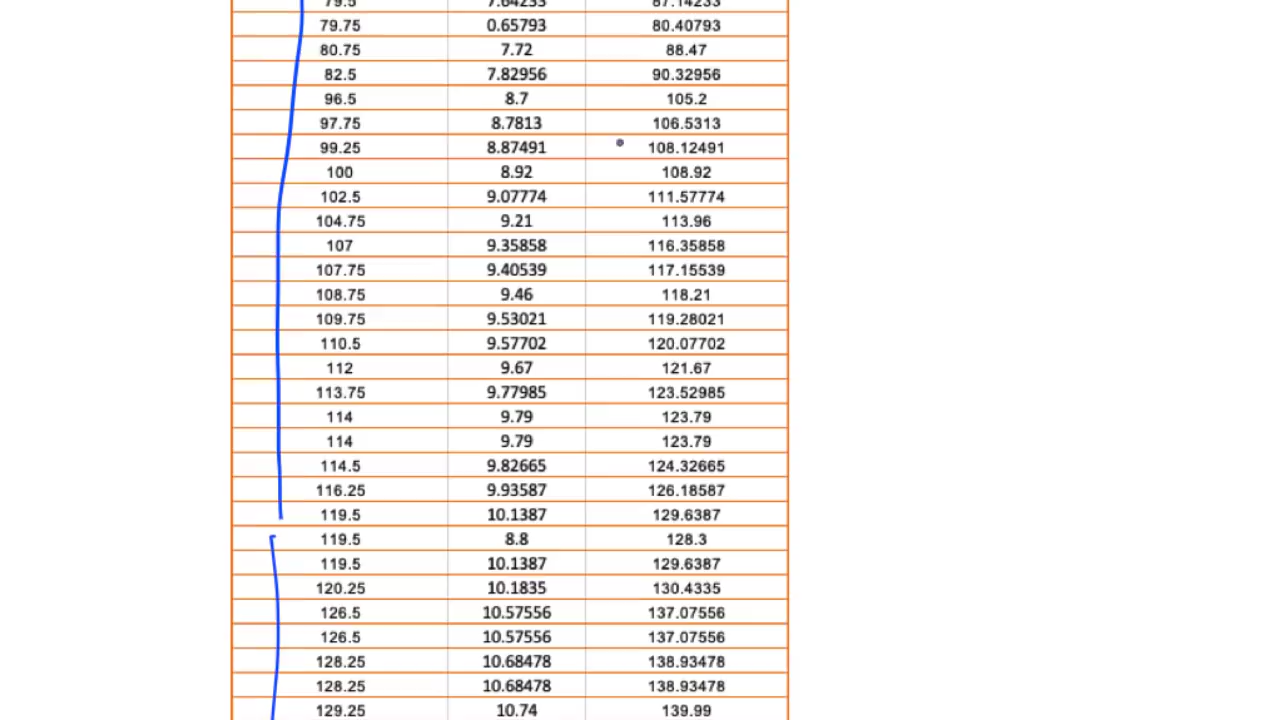 79.5 7.64233 87.14233
79.75 0.65793 80.40793
80.75 7.72 88.47
82.5 7.82956 90.32956
96.5 8.7 105.2
97.75 8.7813 106.5313
99.25 8.87491 108.12491
100 8.92 108.92
102.5 9.07774 111.57774
104.75 9.21 113.96
107 9.35858 116.35858
107.75 9.40539 117.15539
108.75 9.46 118.21
109.75 9.53021 119.28021
110.5 9.57702 120.07702
112 9.67 121.67
113.75 9.77985 123.52985
114 9.79 123.79
114 9.79 123.79
114.5 9.82665 124.32665
116.25 9.93587 126.18587
119.5 10.1387 129.6387
119.5 8.8 128.3
119.5 10.1387 129.6387
120.25 10.1835 130.4335
126.5 10.57556 137.07556
126.5 10.57556 137.07556
128.25 10.68478 138.93478
128.25 10.68478 138.93478
129.25 10.74 139.99